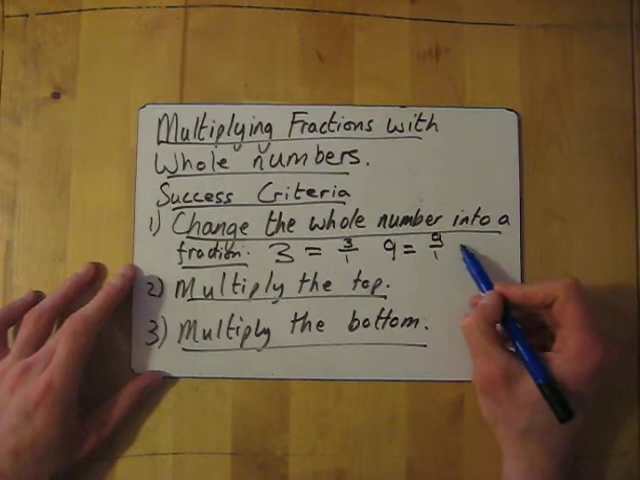 Multiplying Fractions with
Whole numbers.
Success Criteria
1) Change the whole number into a
fraction. 3 = 3/1 9 = 9/1
2) Multiply the top.
3) Multiply the bottom.